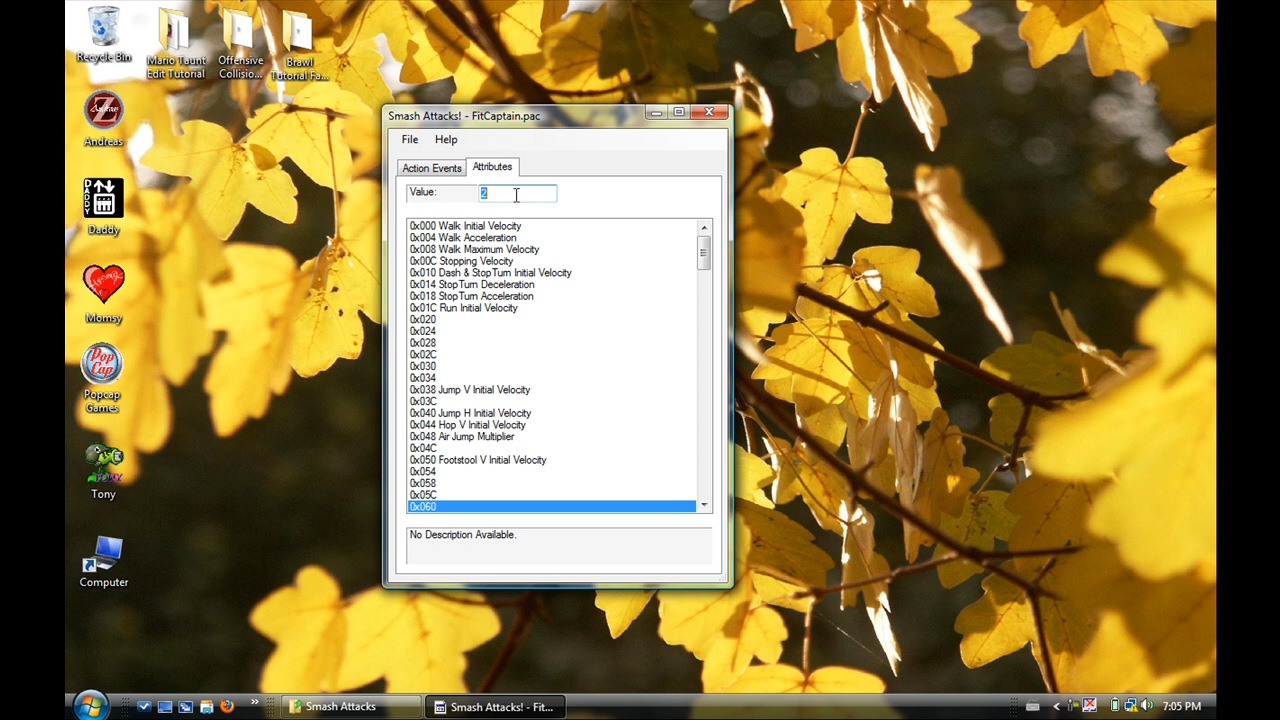 Recycle Bin
Mario Taunt
Edit Tutorial
Offensive
Collisio...
Brawl
Tutorial Fa...
Andreas
DADDY
Daddy
Momsy
Pop
Cap
Popcap
Games
TONY
Tony
Computer
Smash Attacks! - FitCaptain.pac
File Help
Action Events Attributes
Value: 2
0x000 Walk Initial Velocity
0x004 Walk Acceleration
0x008 Walk Maximum Velocity
0x00C Stopping Velocity
0x010 Dash & StopTurn Initial Velocity
0x014 StopTurn Deceleration
0x018 StopTurn Acceleration
0x01C Run Initial Velocity
0x020
0x024
0x028
0x02C
0x030
0x034
0x038 Jump V Initial Velocity
0x03C
0x040 Jump H Initial Velocity
0x044 Hop V Initial Velocity
0x048 Air Jump Multiplier
0x04C
0x050 Footstool V Initial Velocity
0x054
0x058
0x05C
0x060
No Description Available.
Smash Attacks
Smash Attacks! - Fit...
7:05 PM